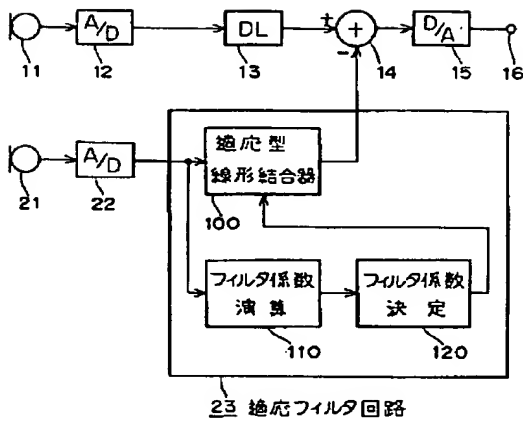 A/D
DL
+
-
+
D/A
11
12
13
14
15
16
A/D
適応型
線形結合器
21
22
100
フィルタ係数
演算
フィルタ係数
決定
110
120
23 適応フィルタ回路